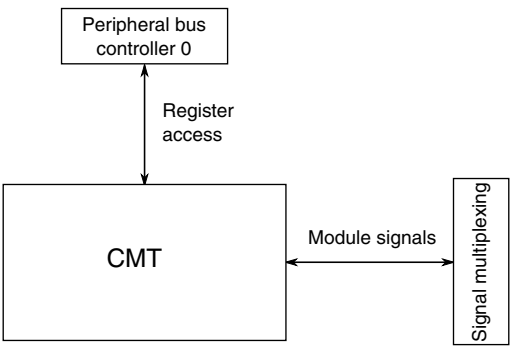 Peripheral bus
controller 0
Register
access
CMT
Module signals
Signal multiplexing